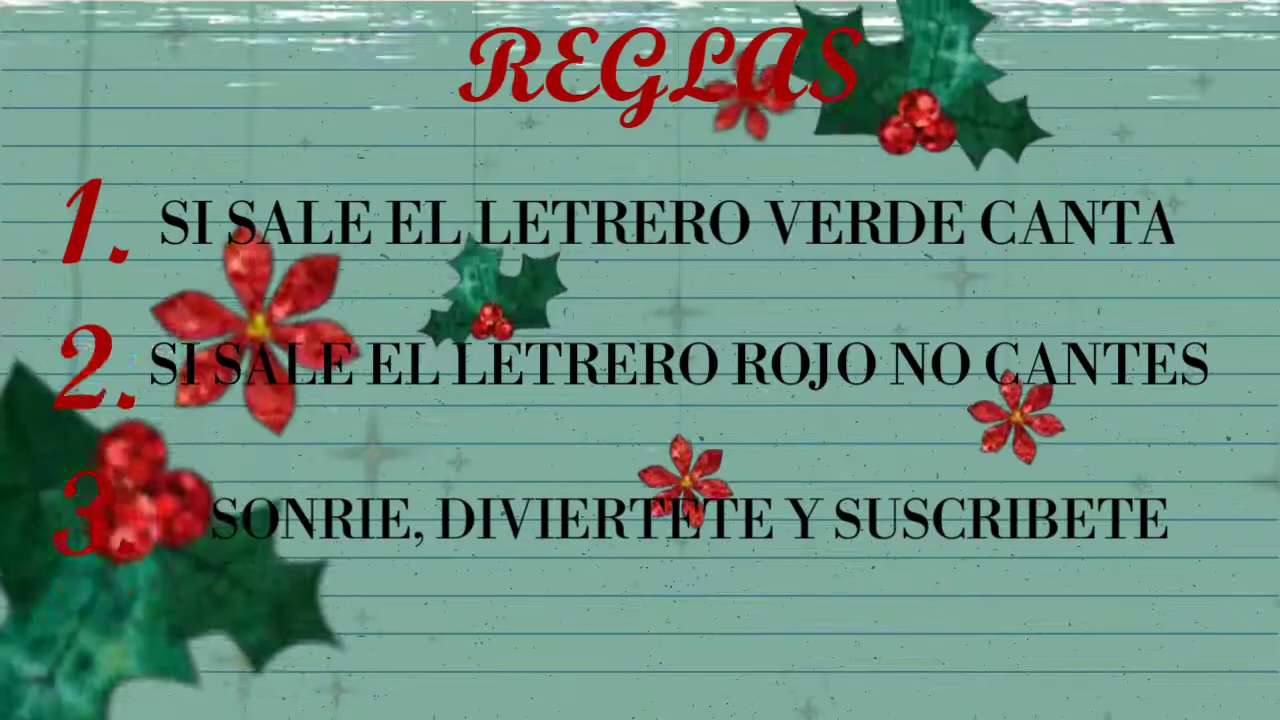 REGLAS
1. SI SALE EL LETRERO VERDE CANTA
2. SI SALE EL LETRERO ROJO NO CANTES
3. SONRIE, DIVIERTETE Y SUSCRIBETE